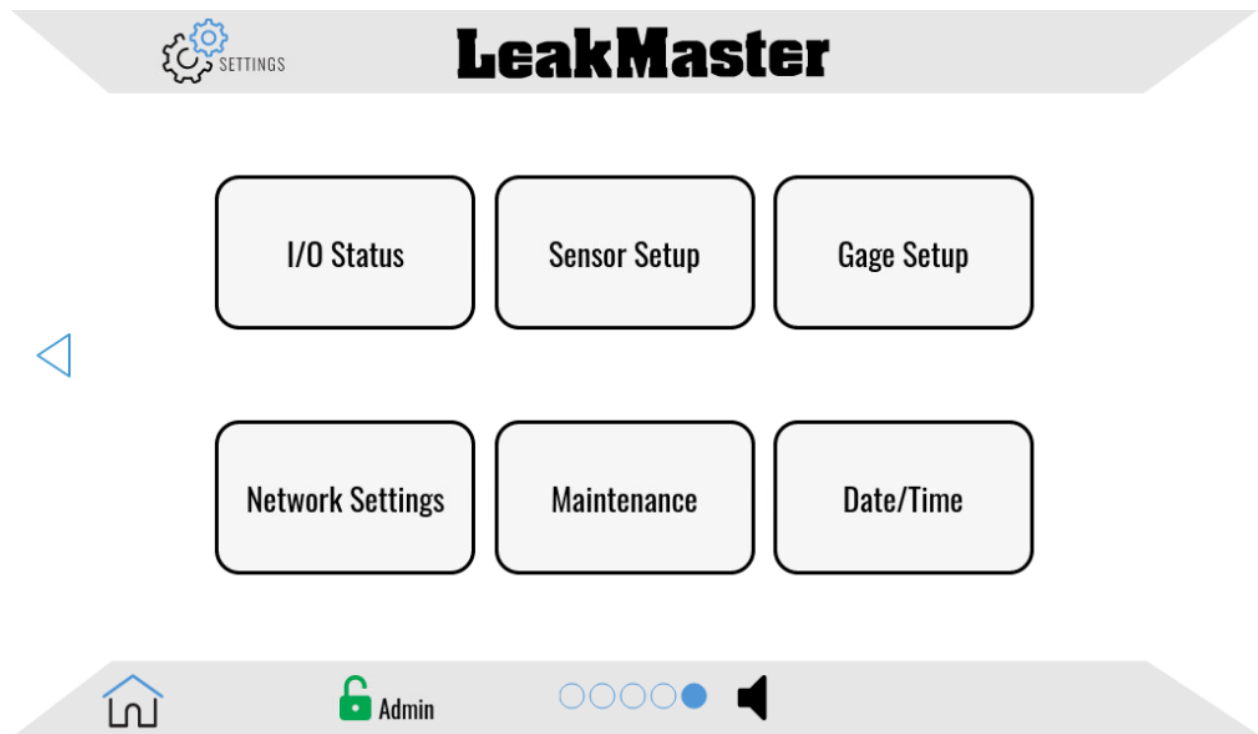 SETTINGS
LeakMaster
I/O Status
Sensor Setup
Gage Setup
Network Settings
Maintenance
Date/Time
Admin